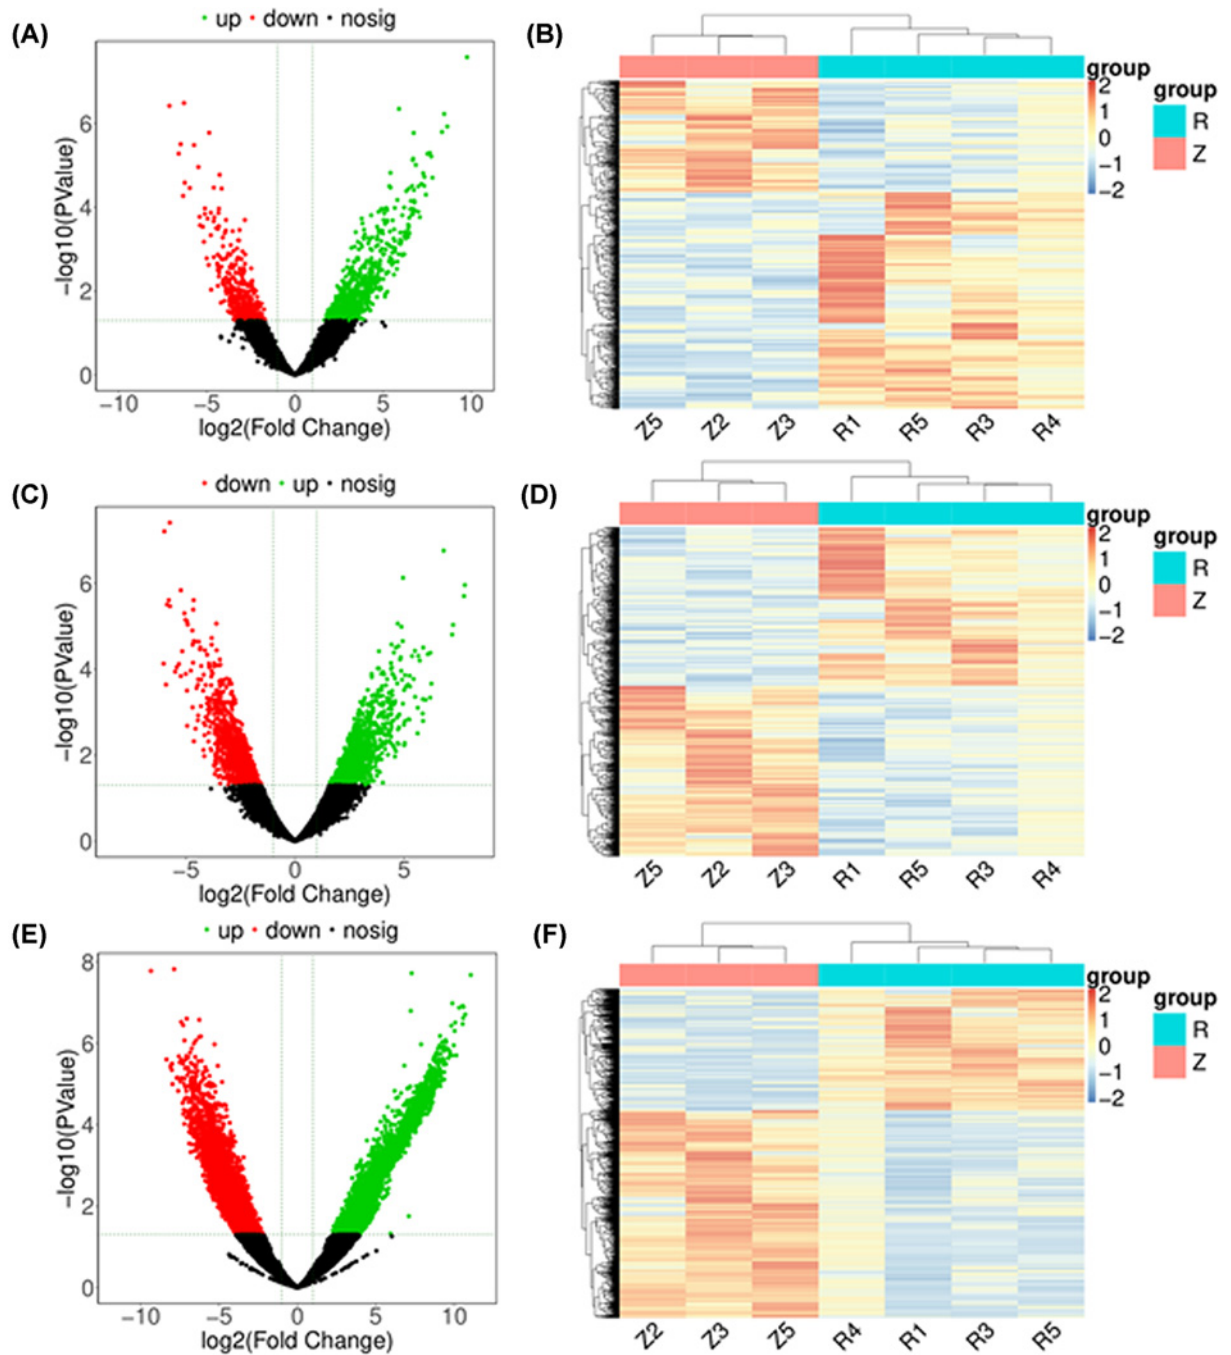 (A)
• up • down • nosig
−log10(PValue)
6
4
2
0
−10 −5 0 5 10
log2(Fold Change)
(B)
group
2
1
0
−1
−2
group
R
Z
Z5 Z2 Z3 R1 R5 R3 R4
(C)
• down • up • nosig
−log10(PValue)
6
4
2
0
−5 0 5
log2(Fold Change)
(D)
group
2
1
0
−1
−2
group
R
Z
Z5 Z2 Z3 R1 R5 R3 R4
(E)
• up • down • nosig
−log10(PValue)
8
6
4
2
0
−10 −5 0 5 10
log2(Fold Change)
(F)
group
2
1
0
−1
−2
group
R
Z
Z2 Z3 Z5 R4 R1 R3 R5